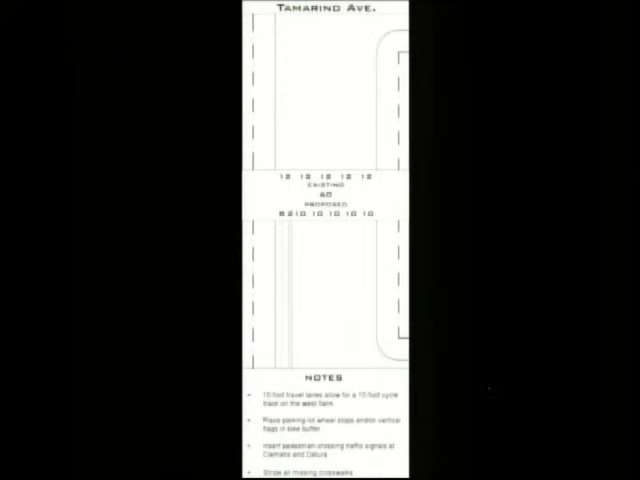 TAMARIND AVE.
12 12 12 12 12
EXISTING
60
PROPOSED
8 2 10 10 10 10 10
NOTES
• 10-foot travel lanes allow for a 10-foot cycle
track on the west flank
• Place parking-lot wheel stops and/or vertical
flags in bike buffer
• Insert pedestrian-crossing traffic signals at
Clematis and Datura
• Stripe all missing crosswalks